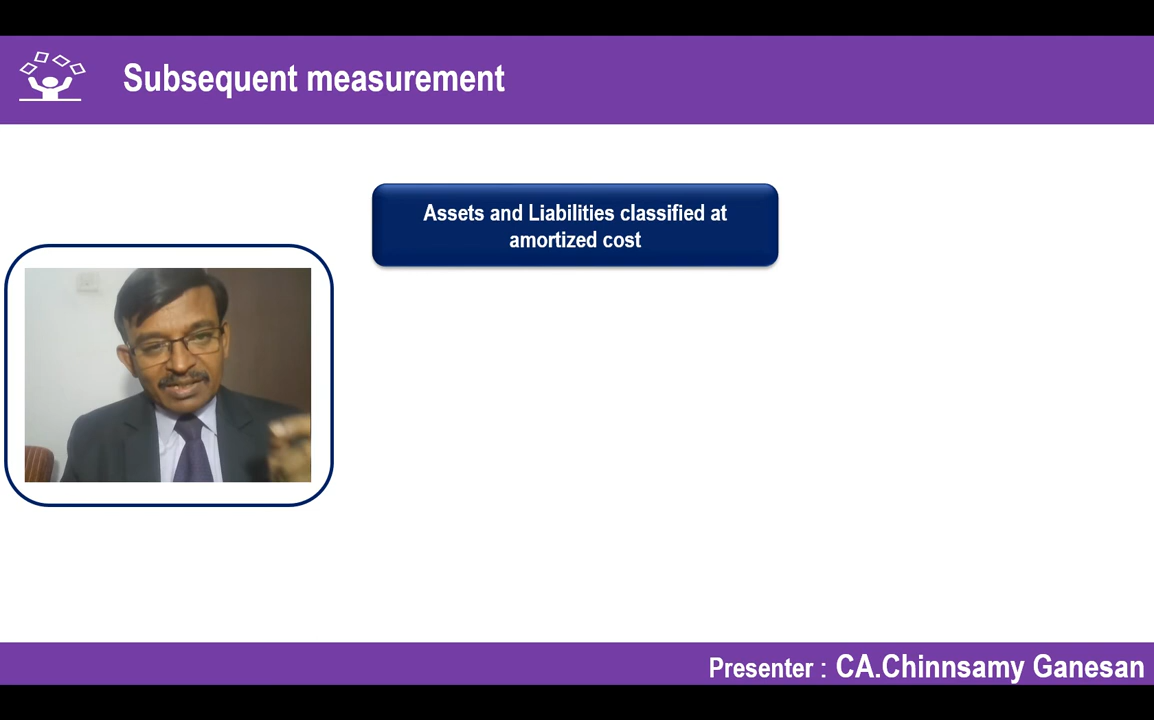 Subsequent measurement
Assets and Liabilities classified at
amortized cost
Presenter : CA.Chinnsamy Ganesan